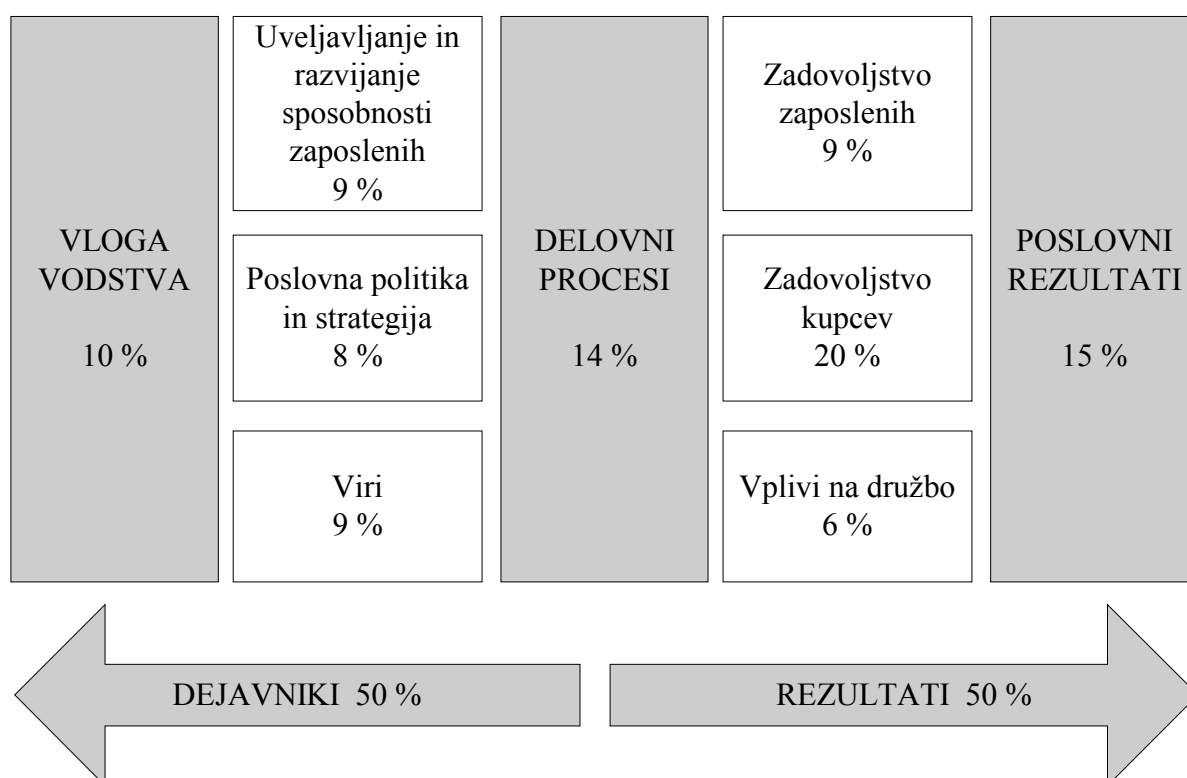 VLOGA
VODSTVA
10 %
Uveljavljanje in
razvijanje
sposobnosti
zaposlenih
9 %
Poslovna politika
in strategija
8 %
Viri
9 %
DELOVNI
PROCESI
14 %
Zadovoljstvo
zaposlenih
9 %
Zadovoljstvo
kupcev
20 %
Vplivi na družbo
6 %
POSLOVNI
REZULTATI
15 %
DEJAVNIKI 50 %
REZULTATI 50 %